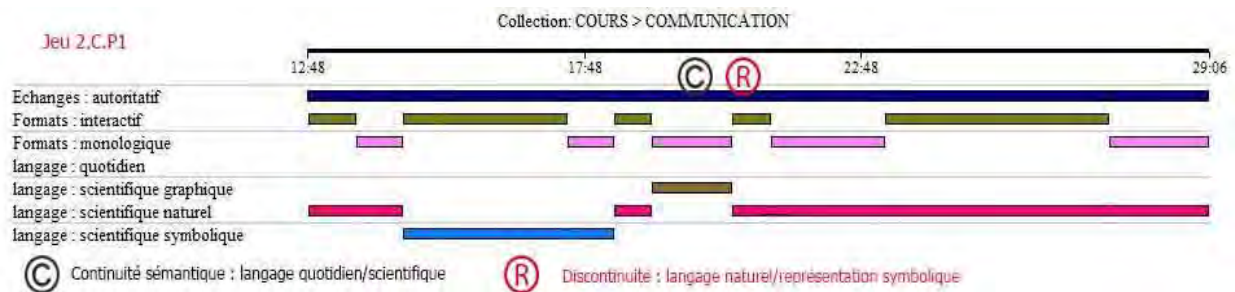 Collection: COURS > COMMUNICATION
Jeu 2.C.P1
12:48 17:48 22:48 29:06
C R
Echanges : autoritatif
Formats : interactif
Formats : monologique
langage : quotidien
langage : scientifique graphique
langage : scientifique naturel
langage : scientifique symbolique
C Continuité sémantique : langage quotidien/scientifique R Discontinuité : langage naturel/représentation symbolique